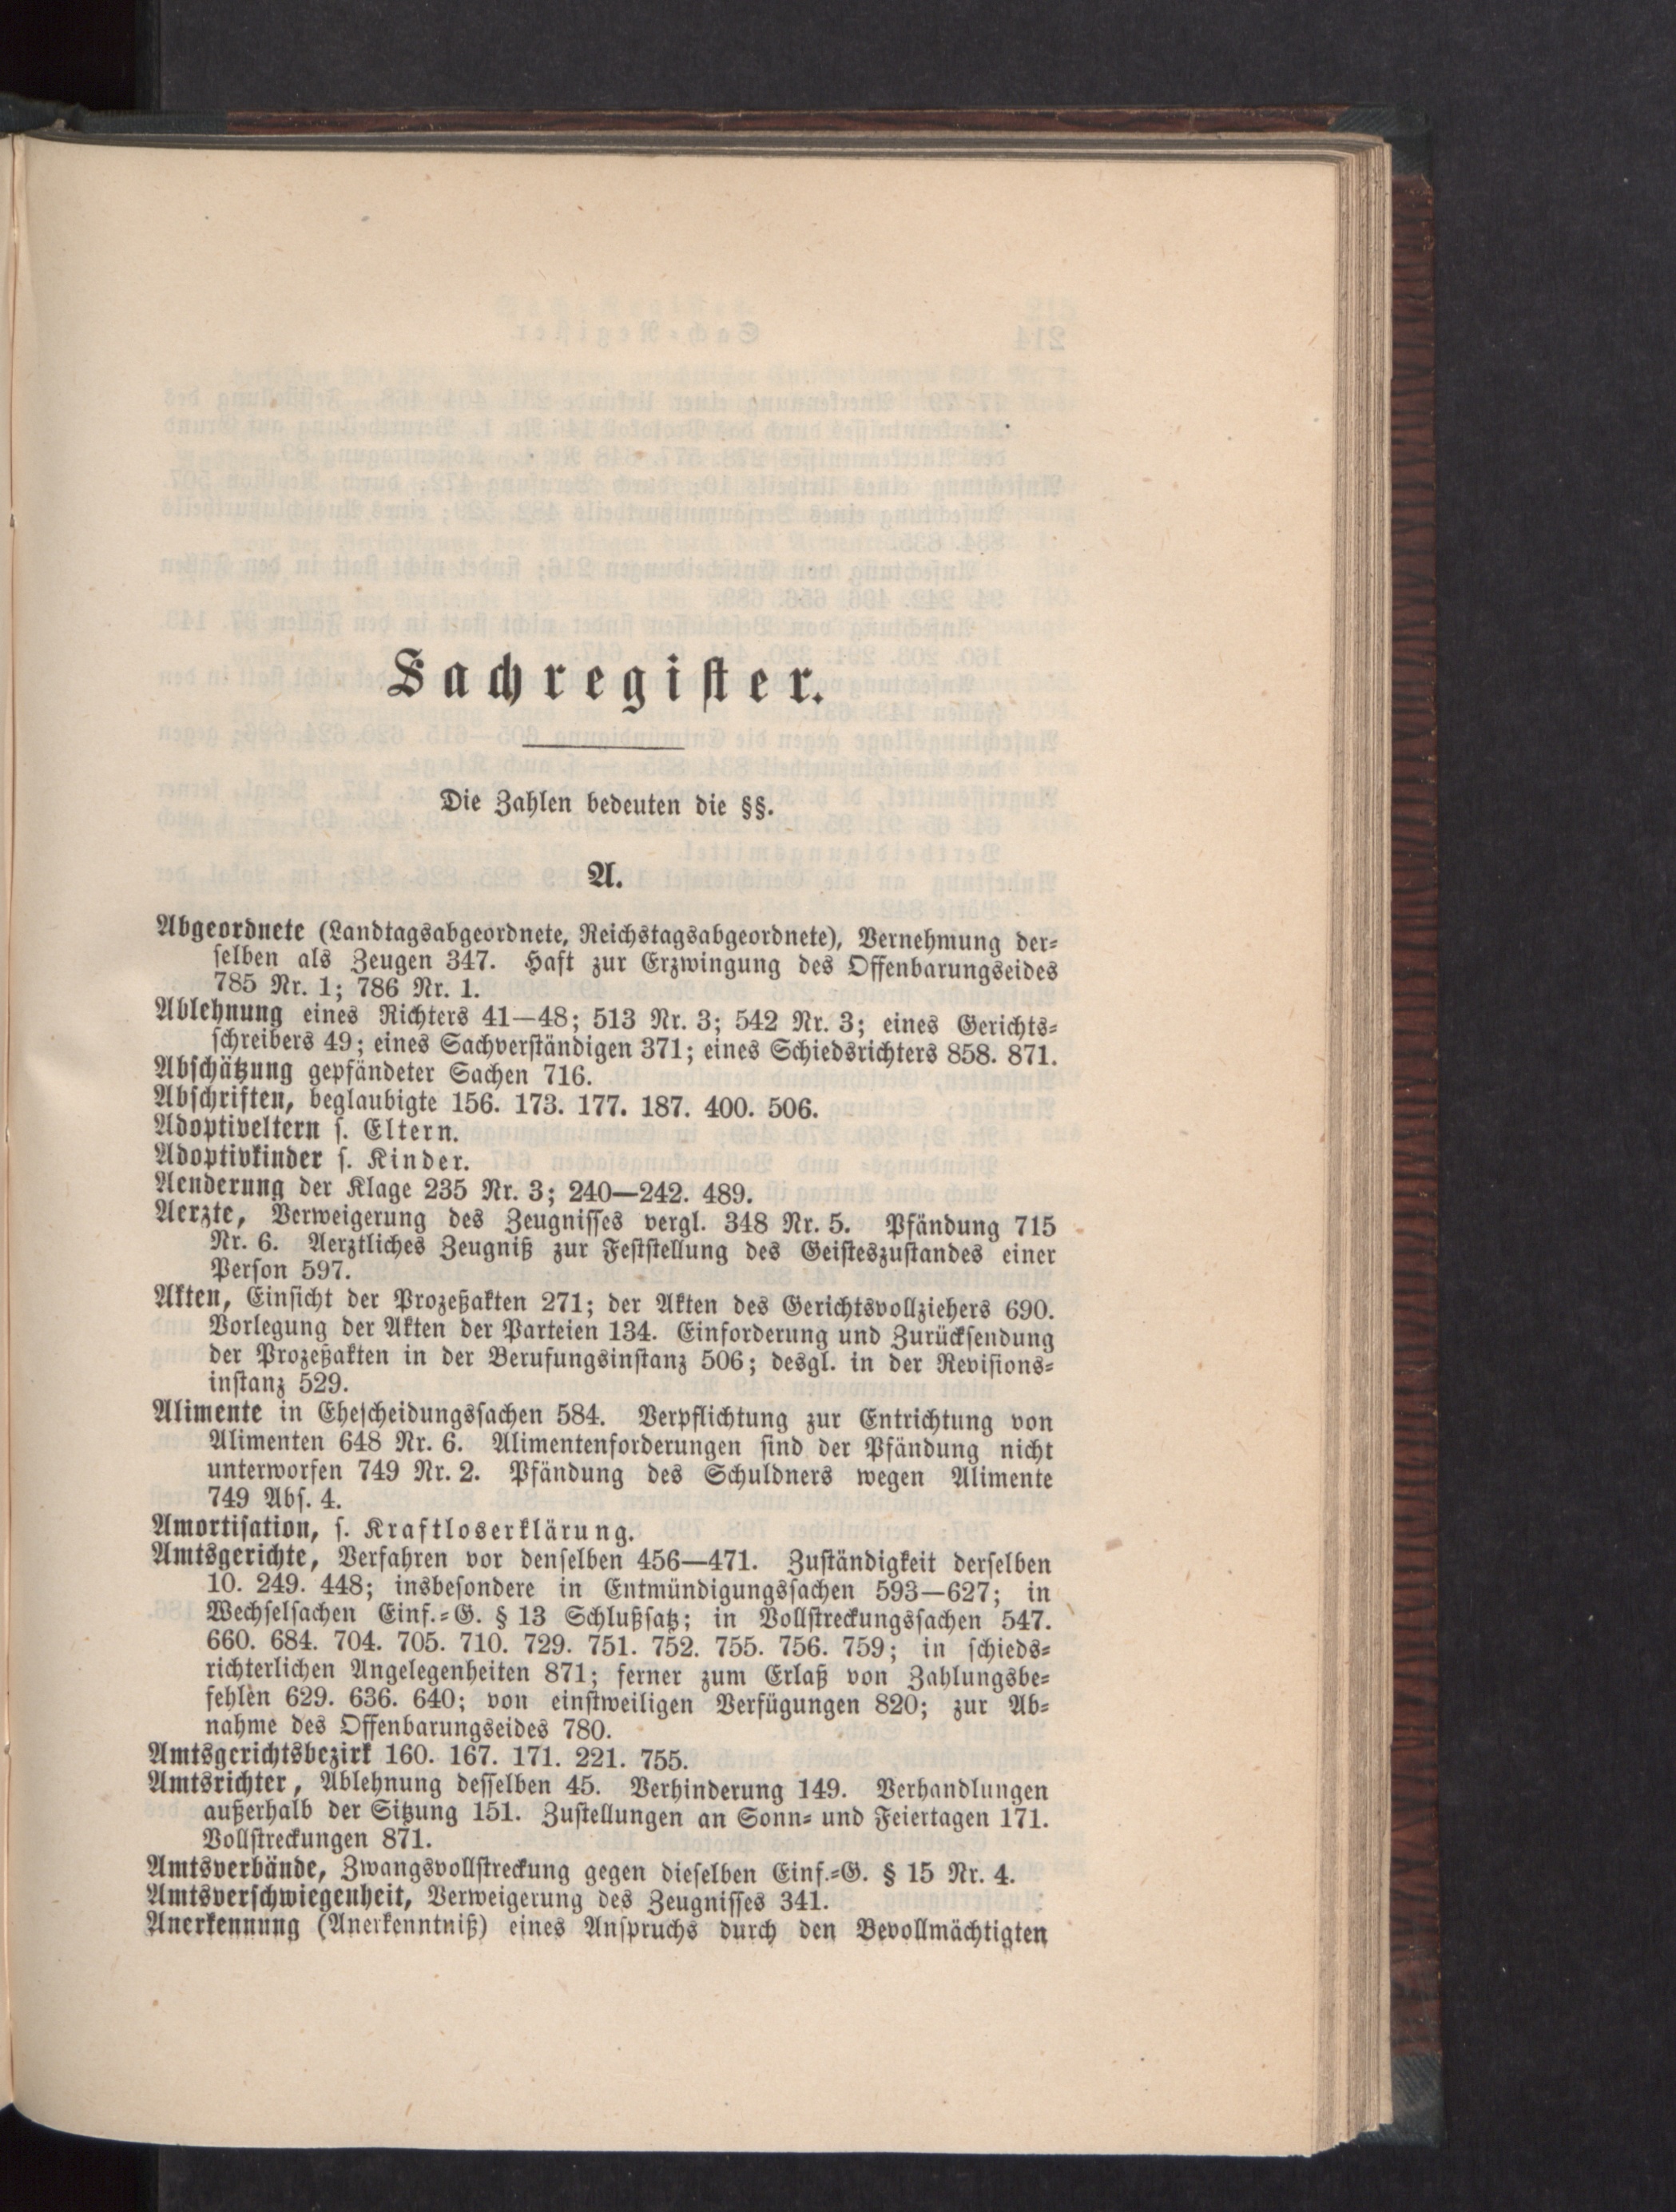 Sachregister.
Die Zahlen bedeuten die §§.
A.
Abgeordnete (Landtagsabgeordnete, Reichstagsabgeordnete), Vernehmung der-
selben als Zeugen 347. Haft zur Erzwingung des Offenbarungseides
785 Nr. 1; 786 Nr. 1.
Ablehnung eines Richters 41—48; 513 Nr. 3; 542 Nr. 3; eines Gerichts-
schreibers 49; eines Sachverständigen 371; eines Schiedsrichters 858. 871.
Abschätzung gepfändeter Sachen 716.
Abschriften, beglaubigte 156. 173. 177. 187. 400. 506.
Adoptiveltern s. Eltern.
Adoptivkinder s. Kinder.
Aenderung der Klage 235 Nr. 3; 240—242. 489.
Aerzte, Verweigerung des Zeugnisses vergl. 348 Nr. 5. Pfändung 715
Nr. 6. Aerztliches Zeugniß zur Feststellung des Geisteszustandes einer
Person 597.
Akten, Einsicht der Prozeßakten 271; der Akten des Gerichtsvollziehers 690.
Vorlegung der Akten der Parteien 134. Einforderung und Zurücksendung
der Prozeßakten in der Berufungsinstanz 506; desgl. in der Revisions-
instanz 529.
Alimente in Ehescheidungssachen 584. Verpflichtung zur Entrichtung von
Alimenten 648 Nr. 6. Alimentenforderungen sind der Pfändung nicht
unterworfen 749 Nr. 2. Pfändung des Schuldners wegen Alimente
749 Abs. 4.
Amortisation, s. Kraftloserklärung.
Amtsgerichte, Verfahren vor denselben 456—471. Zuständigkeit derselben
10. 249. 448; insbesondere in Entmündigungssachen 593—627; in
Wechselsachen Einf.-G. § 13 Schlußsatz; in Vollstreckungssachen 547.
660. 684. 704. 705. 710. 729. 751. 752. 755. 756. 759; in schieds-
richterlichen Angelegenheiten 871; ferner zum Erlaß von Zahlungsbe-
fehlen 629. 636. 640; von einstweiligen Verfügungen 820; zur Ab-
nahme des Offenbarungseides 780.
Amtsgerichtsbezirk 160. 167. 171. 221. 755.
Amtsrichter, Ablehnung desselben 45. Verhinderung 149. Verhandlungen
außerhalb der Sitzung 151. Zustellungen an Sonn- und Feiertagen 171.
Vollstreckungen 871.
Amtsverbände, Zwangsvollstreckung gegen dieselben Einf.-G. § 15 Nr. 4.
Amtsverschwiegenheit, Verweigerung des Zeugnisses 341.
Anerkennung (Anerkenntniß) eines Anspruchs durch den Bevollmächtigten